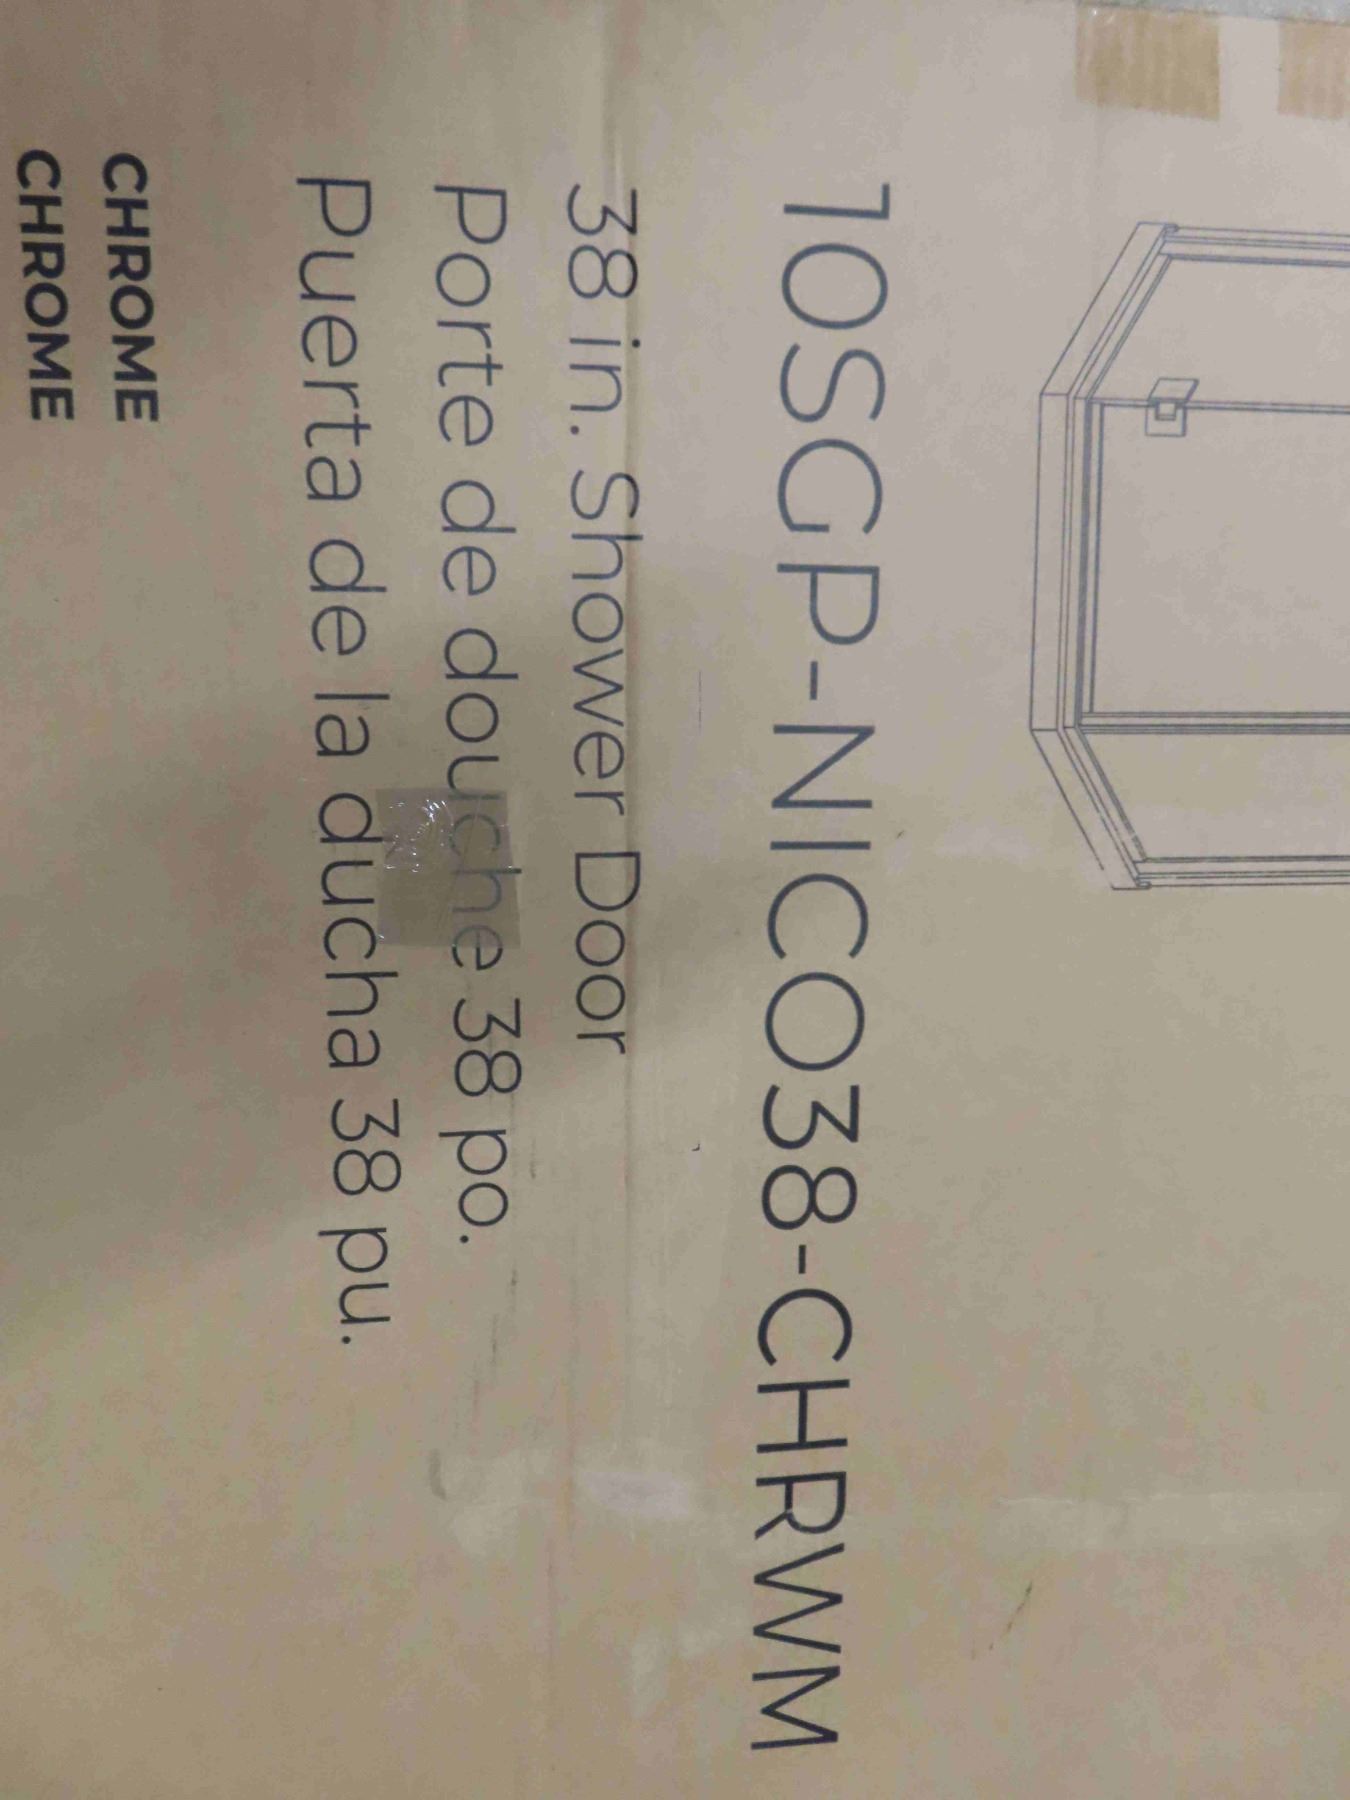 10SGP-NICO38-CHRWM
38 in. Shower Door
Porte de douche 38 po.
Puerta de la ducha 38 pu.
CHROME
CHROME